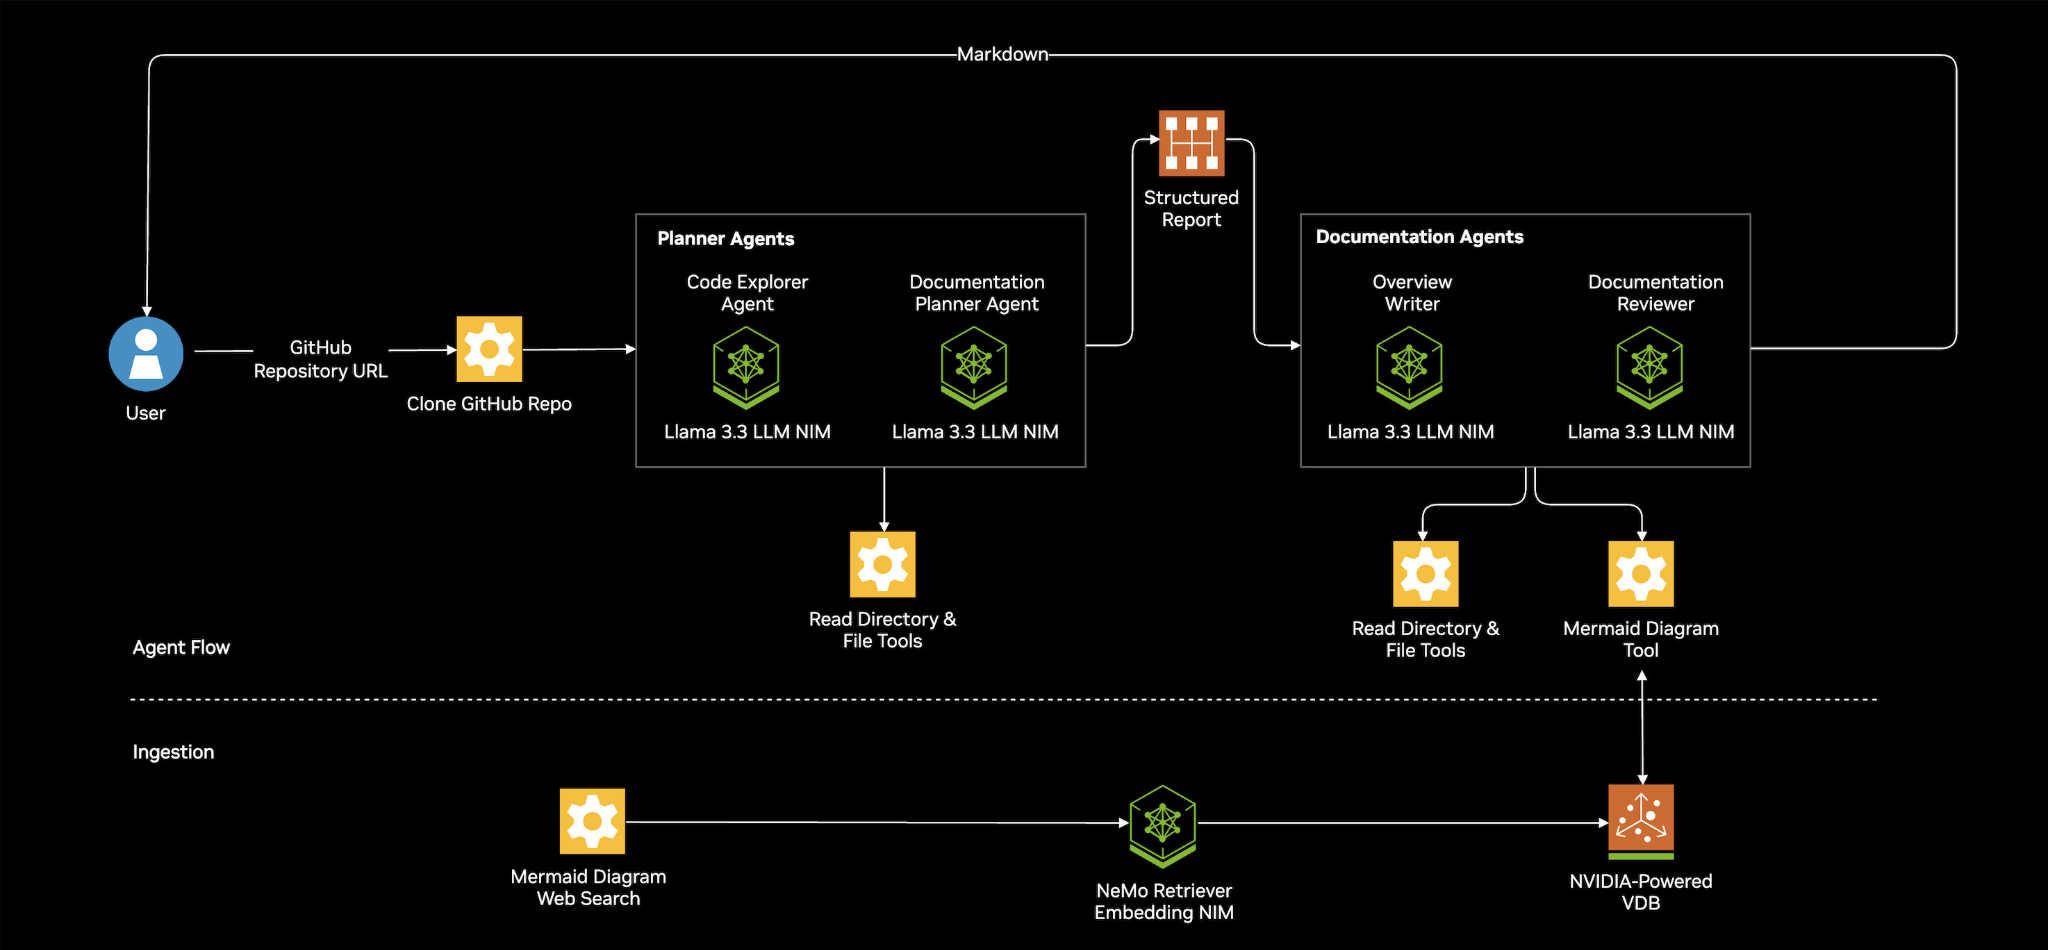 Markdown
Structured
Report
Planner Agents
Documentation Agents
Code Explorer
Agent
Documentation
Planner Agent
Overview
Writer
Documentation
Reviewer
GitHub
Repository URL
User
Clone GitHub Repo
Llama 3.3 LLM NIM
Llama 3.3 LLM NIM
Llama 3.3 LLM NIM
Llama 3.3 LLM NIM
Read Directory &
File Tools
Read Directory &
File Tools
Mermaid Diagram
Tool
Agent Flow
Ingestion
Mermaid Diagram
Web Search
NeMo Retriever
Embedding NIM
NVIDIA-Powered
VDB